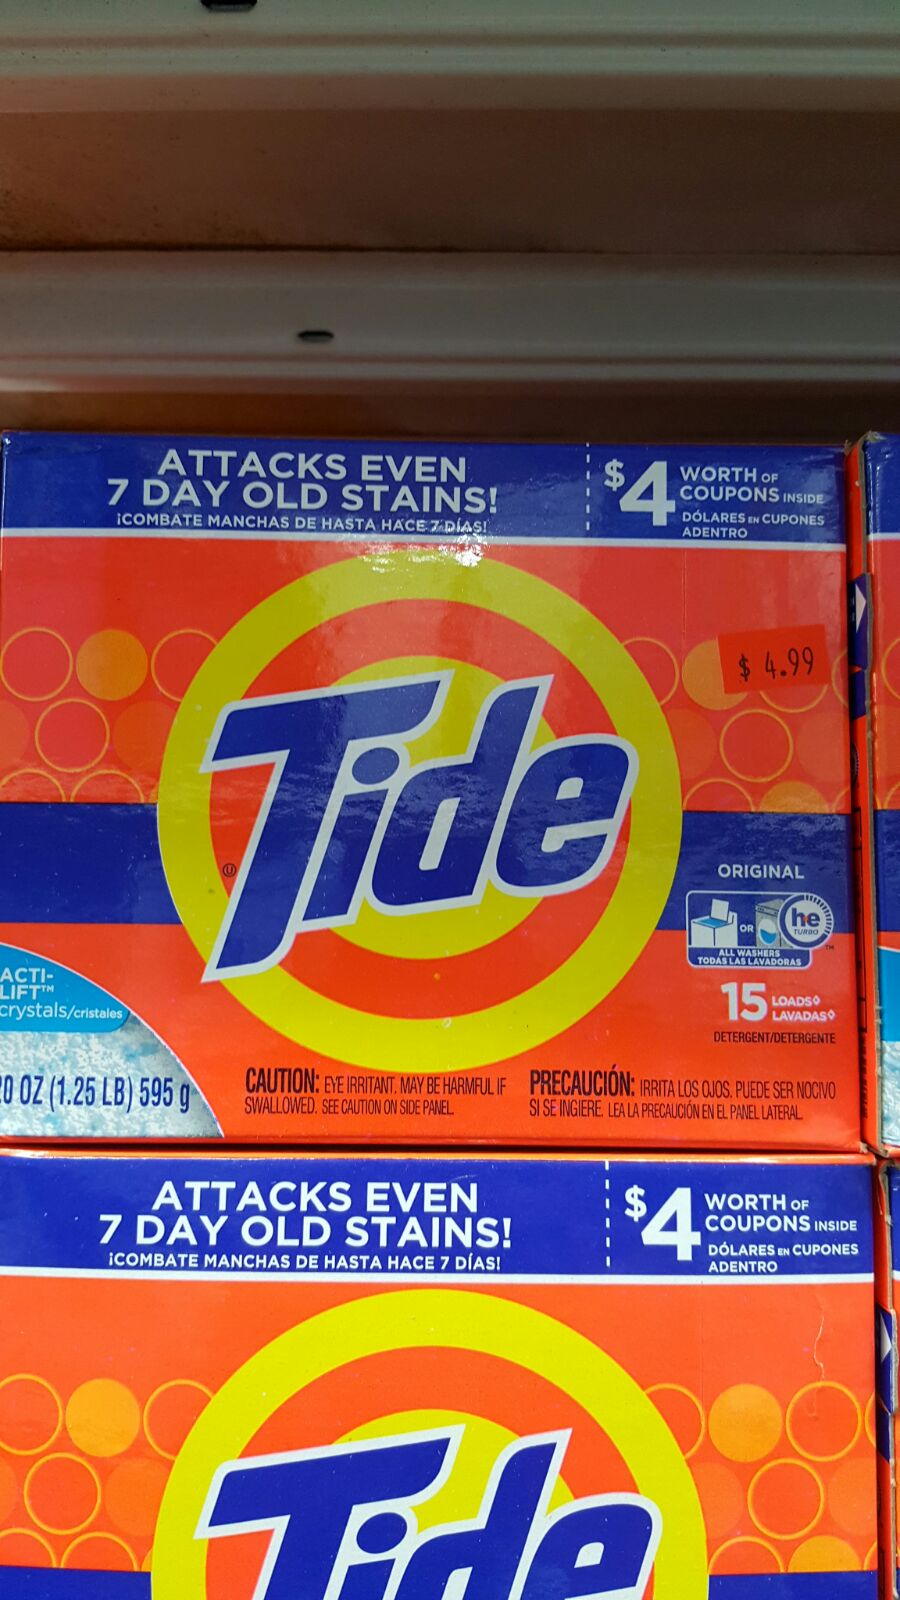 ATTACKS EVEN
7 DAY OLD STAINS!
¡COMBATE MANCHAS DE HASTA HACE 7 DÍAS!
$4 WORTH OF
COUPONS INSIDE
DÓLARES EN CUPONES
ADENTRO
$ 4.99
Tide
ORIGINAL
OR
he
TURBO
ALL WASHERS
TODAS LAS LAVADORAS
15 LOADS◊
LAVADAS◊
DETERGENT/DETERGENTE
ACTI-
LIFT™
crystals/cristales
20 OZ (1.25 LB) 595 g
CAUTION: EYE IRRITANT. MAY BE HARMFUL IF
SWALLOWED. SEE CAUTION ON SIDE PANEL.
PRECAUCIÓN: IRRITA LOS OJOS. PUEDE SER NOCIVO
SI SE INGIERE. LEA LA PRECAUCIÓN EN EL PANEL LATERAL.
ATTACKS EVEN
7 DAY OLD STAINS!
¡COMBATE MANCHAS DE HASTA HACE 7 DÍAS!
$4 WORTH OF
COUPONS INSIDE
DÓLARES EN CUPONES
ADENTRO
Tide